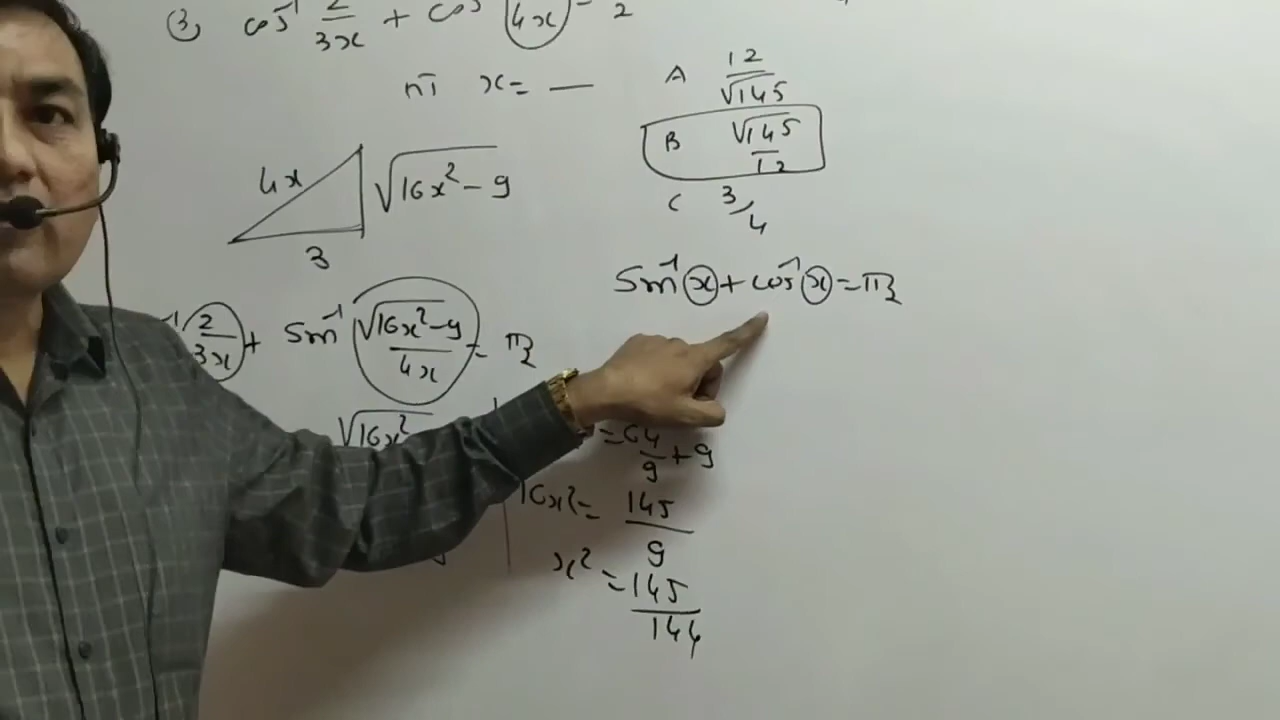 ③ cos⁻¹ 2/3x + cos ( /4x) = /2
nī x = —
A 12/√145
B √145/12
C 3/4
4x
√16x² – 9
3
Sin⁻¹(x) + cos⁻¹(x) = π/2
⁻¹ (2/3x) + Sin⁻¹ (√16x² – 9/4x) = π/2
√16x²
= 64/9 + 9
16x² = 145/9
x² = 145/144